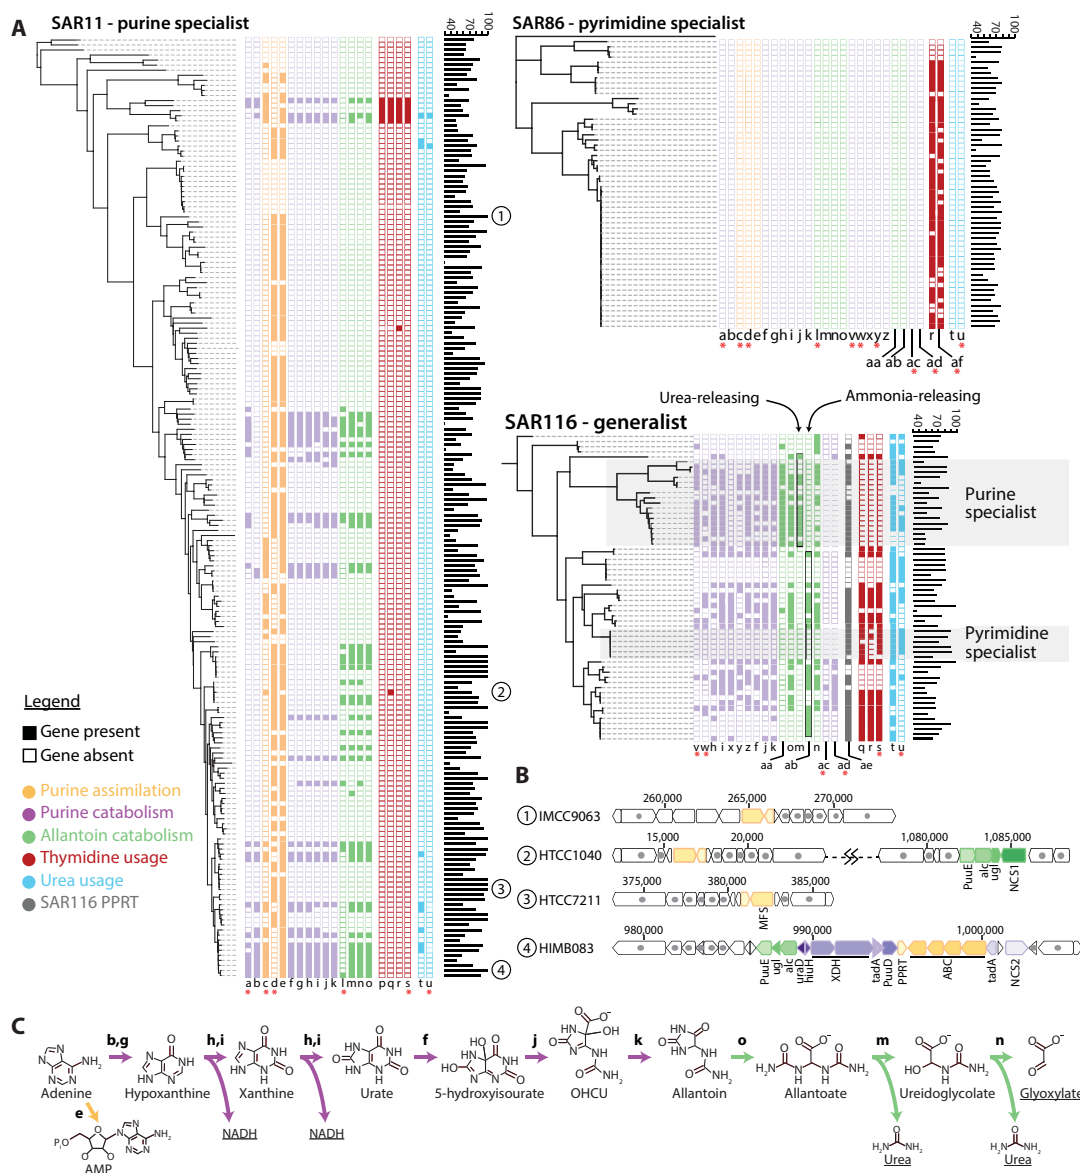 A
SAR11 - purine specialist
40
70
100
1
2
3
4
a b c d e f g h i j k l m n o p q r s t u
* * * * * *
Legend
Gene present
Gene absent
Purine assimilation
Purine catabolism
Allantoin catabolism
Thymidine usage
Urea usage
SAR116 PPRT
SAR86 - pyrimidine specialist
40
70
100
a b c d e f g h i j k l m n o v w x y z r t u
aa ab ac ad af
Urea-releasing
Ammonia-releasing
SAR116 - generalist
40
70
100
Purine
specialist
Pyrimidine
specialist
v w h i x y z f j k o m n q r s t u
aa ab ac ad ae
B
260,000 265,000 270,000
1 IMCC9063
15,000 20,000 1,080,000 1,085,000
2 HTCC1040
PuuE alc ugl NCS1
375,000 380,000 385,000
3 HTCC7211
MFS
980,000 990,000 1,000,000
4 HIMB083
PuuE ugl alc uraD hiuH XDH tadA PuuD PPRT ABC tadA NCS2
C
b,g h,i h,i f j k o m n
Adenine Hypoxanthine Xanthine Urate 5-hydroxyisourate OHCU Allantoin Allantoate Ureidoglycolate Glyoxylate
e
NADH NADH Urea Urea
AMP